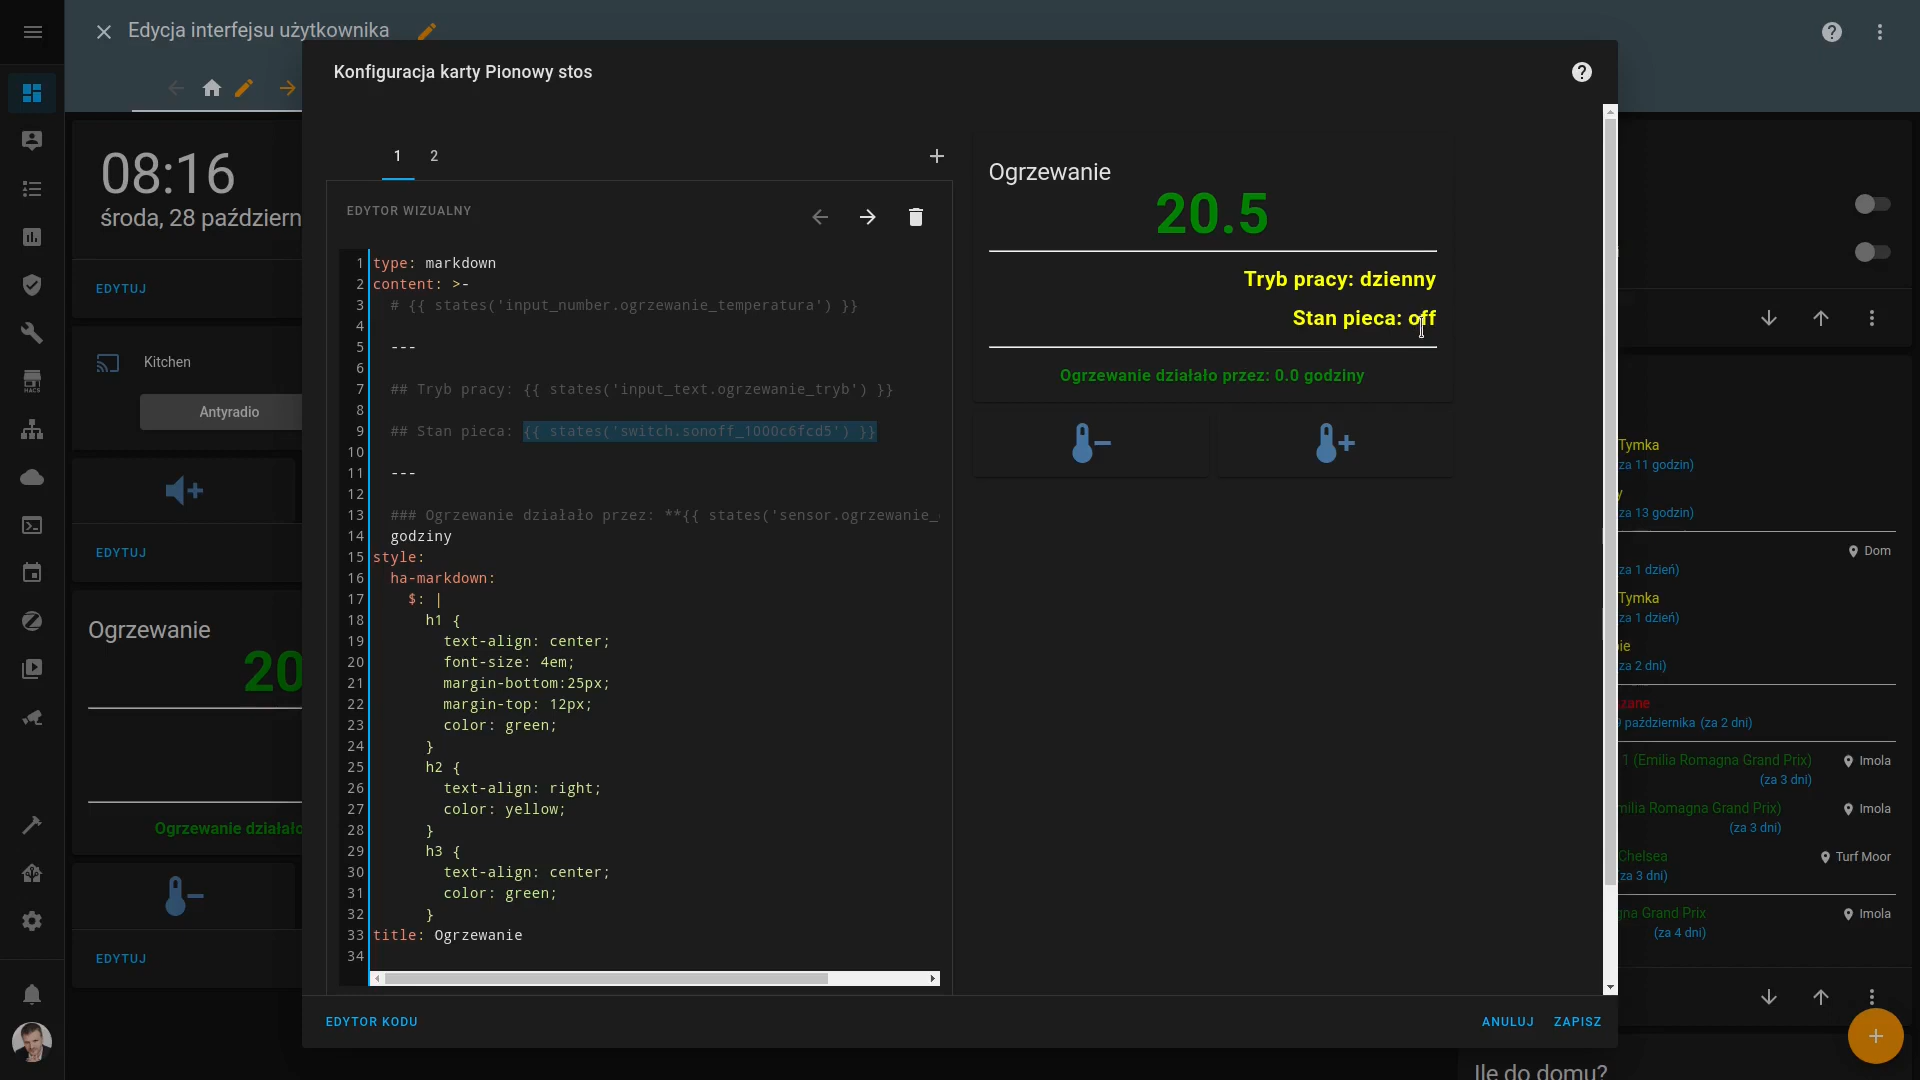 Edycja interfejsu użytkownika
08:16
środa, 28 październ
EDYTUJ
Kitchen
Antyradio
EDYTUJ
Ogrzewanie
20
Ogrzewanie działało
EDYTUJ
HACS
Konfiguracja karty Pionowy stos
1
2
EDYTOR WIZUALNY
1 type: markdown
2 content: >-
3 # {{ states('input_number.ogrzewanie_temperatura') }}
4
5 ---
6
7 ## Tryb pracy: {{ states('input_text.ogrzewanie_tryb') }}
8
9 ## Stan pieca: {{ states('switch.sonoff_1000c6fcd5') }}
10
11 ---
12
13 ### Ogrzewanie działało przez: **{{ states('sensor.ogrzewanie_
14 godziny
15 style:
16 ha-markdown:
17 $: |
18 h1 {
19 text-align: center;
20 font-size: 4em;
21 margin-bottom:25px;
22 margin-top: 12px;
23 color: green;
24 }
25 h2 {
26 text-align: right;
27 color: yellow;
28 }
29 h3 {
30 text-align: center;
31 color: green;
32 }
33 title: Ogrzewanie
34
EDYTOR KODU
ANULUJ
ZAPISZ
Ogrzewanie
20.5
Tryb pracy: dzienny
Stan pieca: off
Ogrzewanie działało przez: 0.0 godziny
Tymka
za 11 godzin)
y
za 13 godzin)
Dom
za 1 dzień)
Tymka
za 1 dzień)
ie
za 2 dni)
zane
października (za 2 dni)
1 (Emilia Romagna Grand Prix)
Imola
(za 3 dni)
milia Romagna Grand Prix)
Imola
(za 3 dni)
Chelsea
Turf Moor
za 3 dni)
gna Grand Prix
Imola
(za 4 dni)
Ile do domu?